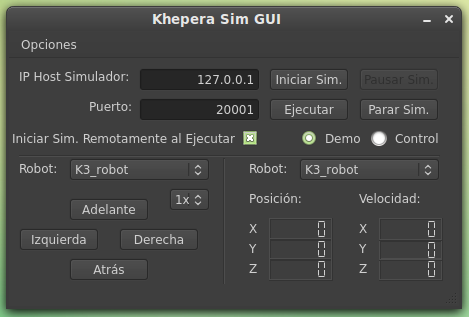 Khepera Sim GUI
Opciones
IP Host Simulador: 127.0.0.1 Iniciar Sim. Pausar Sim.
Puerto: 20001 Ejecutar Parar Sim.
Iniciar Sim. Remotamente al Ejecutar Demo Control
Robot: K3_robot Robot: K3_robot
1x
Adelante
Izquierda Derecha
Atrás
Posición: Velocidad:
X 0 X 0
Y 0 Y 0
Z 0 Z 0